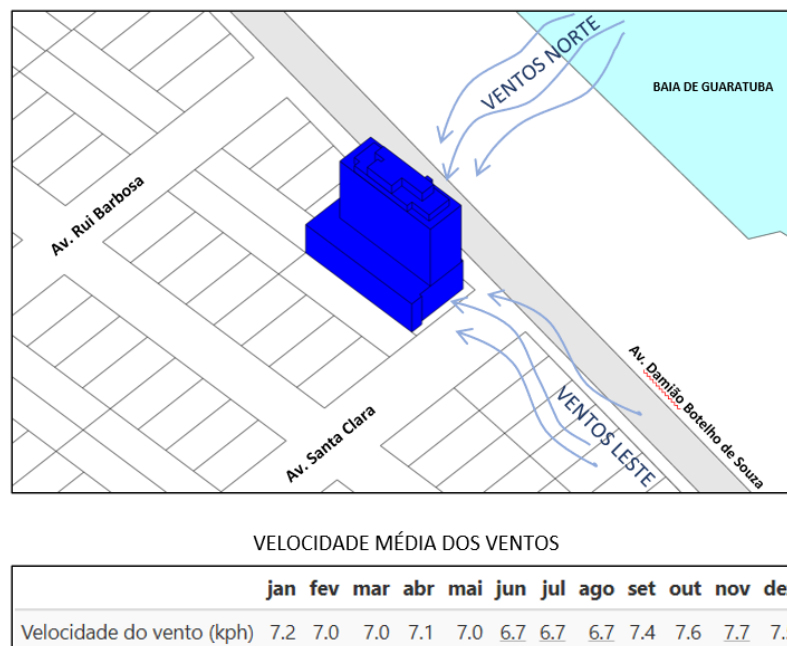 VENTOS NORTE
BAIA DE GUARATUBA
Av. Rui Barbosa
Av. Damião Botelho de Souza
VENTOS LESTE
Av. Santa Clara
VELOCIDADE MÉDIA DOS VENTOS
jan fev mar abr mai jun jul ago set out nov
Velocidade do vento (kph) 7.2 7.0 7.0 7.1 7.0 6.7 6.7 6.7 7.4 7.6 7.7